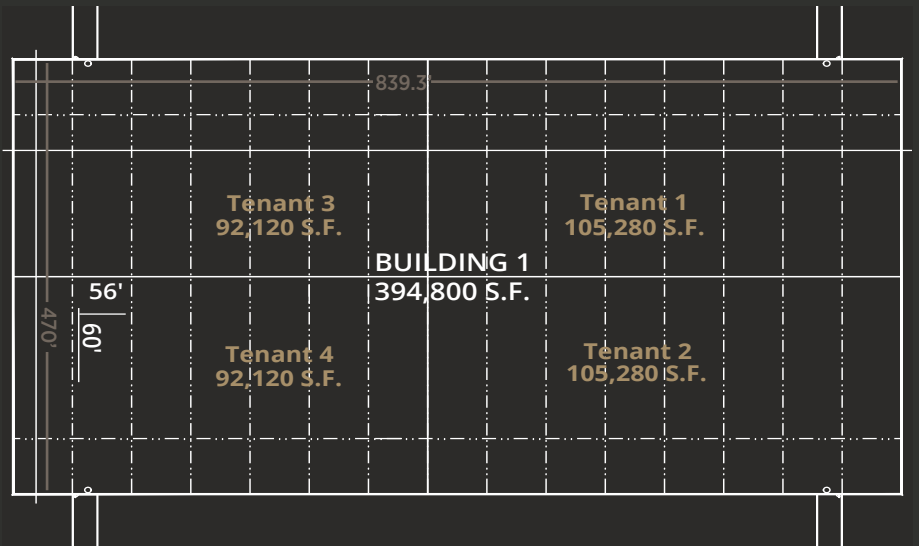 839.3'
Tenant 3
92,120 S.F.
Tenant 1
105,280 S.F.
BUILDING 1
394,800 S.F.
56'
60'
470'
Tenant 4
92,120 S.F.
Tenant 2
105,280 S.F.